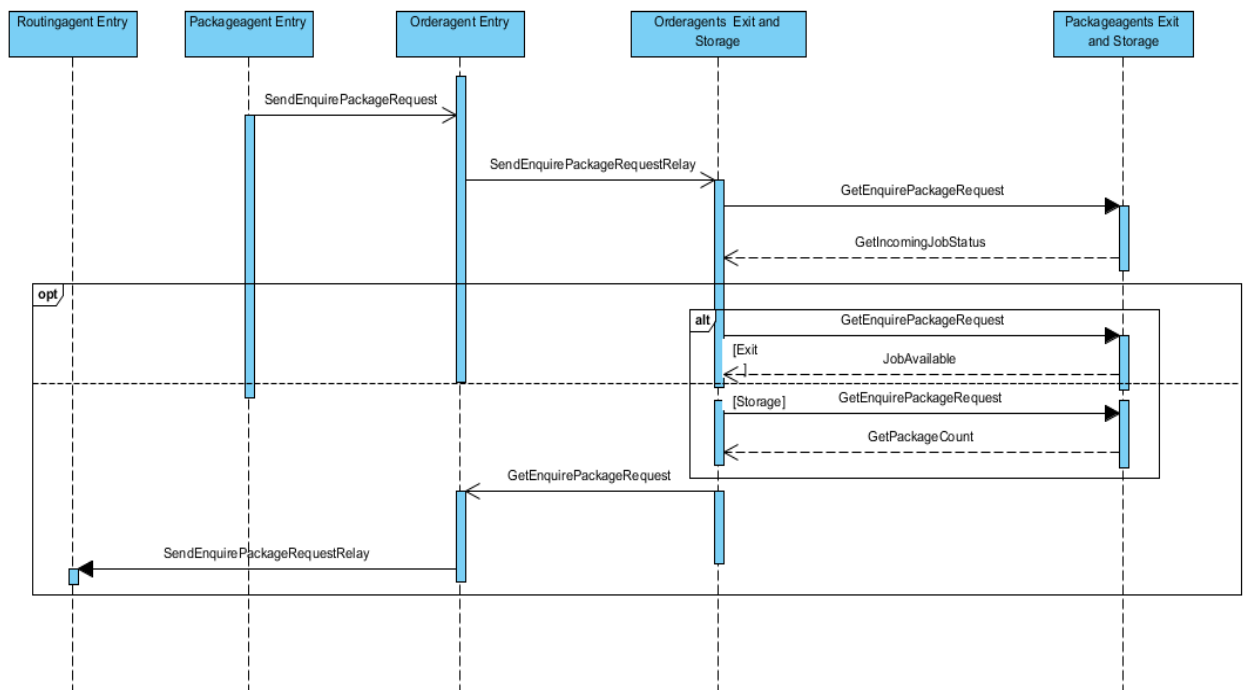 Routingagent Entry
Packageagent Entry
Orderagent Entry
Orderagents Exit and
Storage
Packageagents Exit
and Storage
SendEnquirePackageRequest
SendEnquirePackageRequestRelay
GetEnquirePackageRequest
GetIncomingJobStatus
opt
alt
GetEnquirePackageRequest
[Exit
]
JobAvailable
[Storage]
GetEnquirePackageRequest
GetPackageCount
GetEnquirePackageRequest
SendEnquirePackageRequestRelay